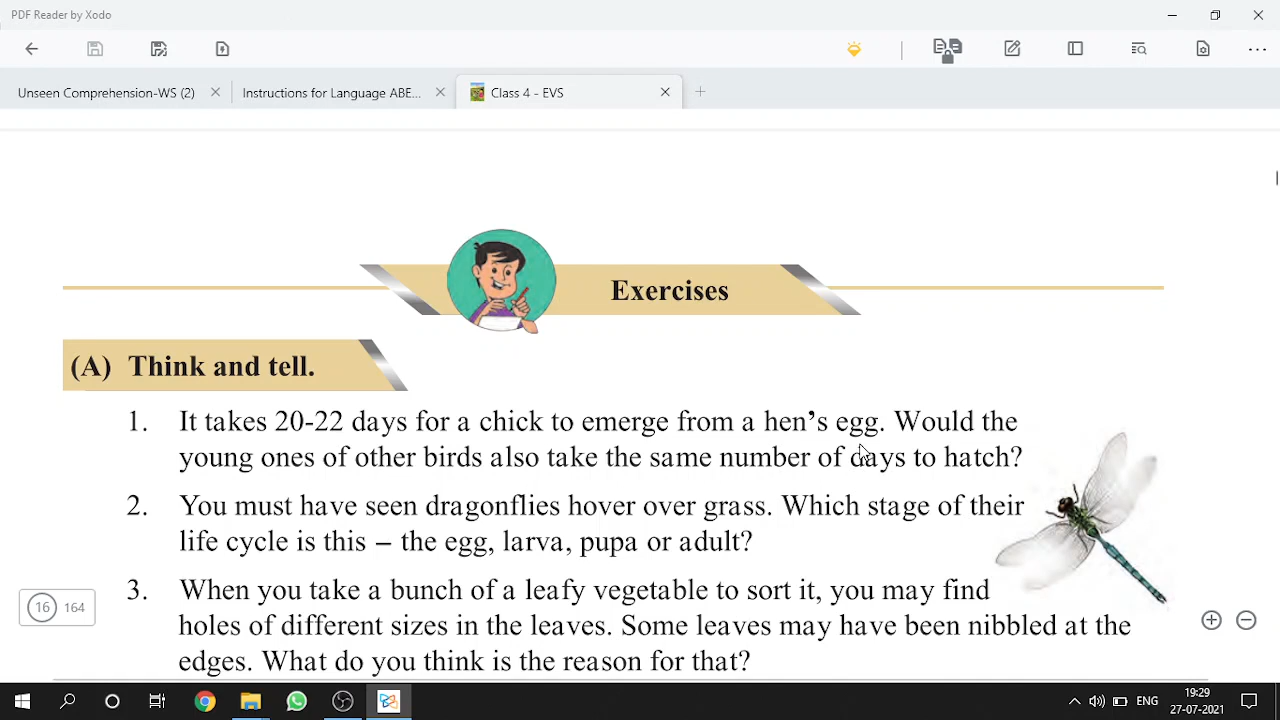 PDF Reader by Xodo
Unseen Comprehension-WS (2)
Instructions for Language ABE...
Class 4 - EVS
Exercises
(A) Think and tell.
1. It takes 20-22 days for a chick to emerge from a hen's egg. Would the
young ones of other birds also take the same number of days to hatch?
2. You must have seen dragonflies hover over grass. Which stage of their
life cycle is this – the egg, larva, pupa or adult?
3. When you take a bunch of a leafy vegetable to sort it, you may find
holes of different sizes in the leaves. Some leaves may have been nibbled at the
edges. What do you think is the reason for that?
16 164
ENG
19:29
27-07-2021